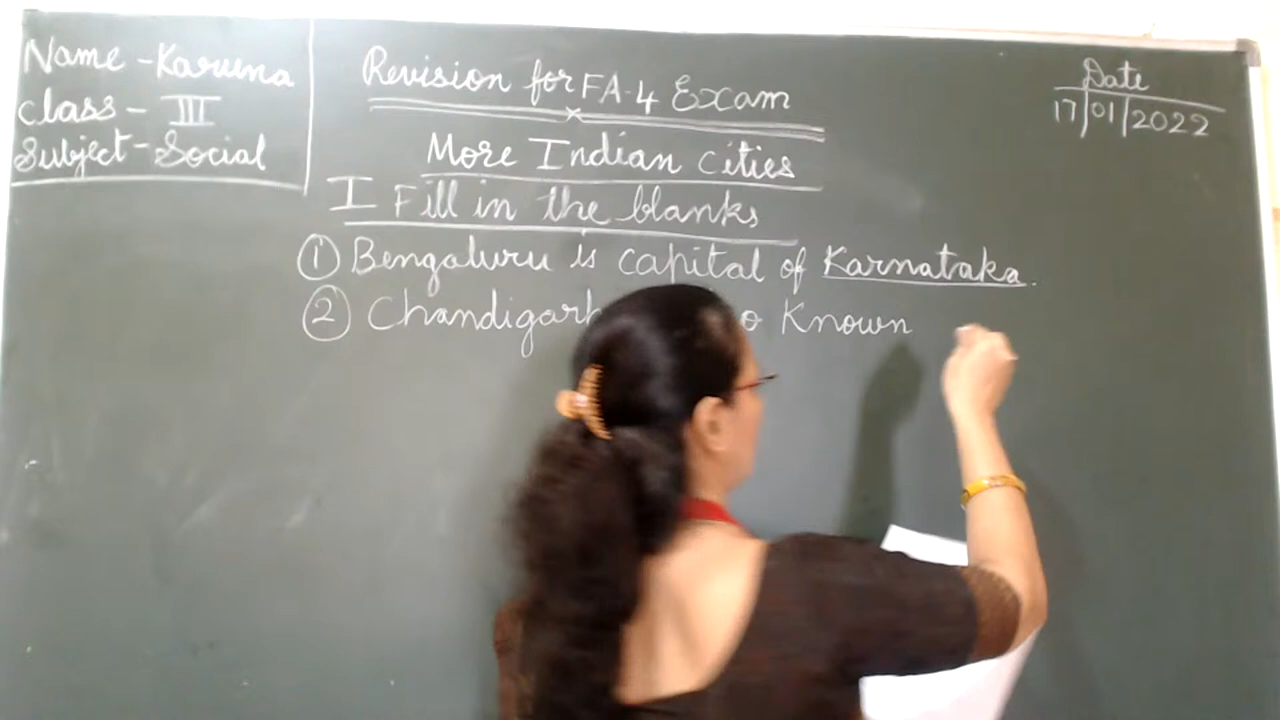 Name - Karuna
Class - III
Subject - Social
Revision for FA-4 Exam
Date
17/01/2022
More Indian Cities
I Fill in the blanks
① Bengaluru is capital of Karnataka.
② Chandigarh Known